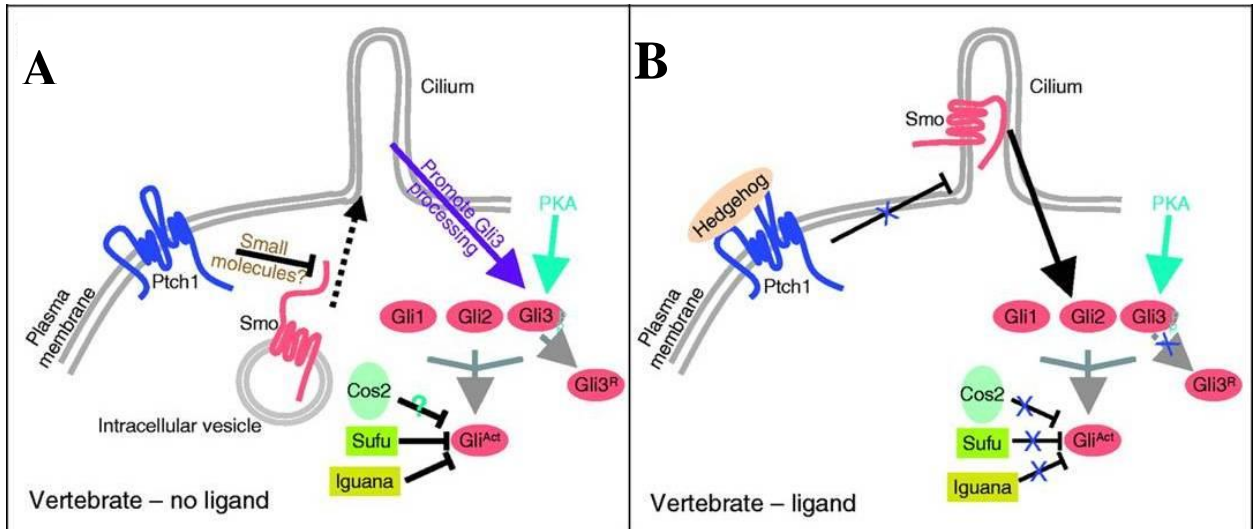 A
Cilium
Promote Gli3
processing
PKA
Small
molecules?
Ptch1
Plasma
membrane
Smo
Gli1
Gli2
Gli3
Gli3R
Cos2
?
Intracellular vesicle
Sufu
GliAct
Iguana
Vertebrate – no ligand
B
Cilium
Smo
Hedgehog
PKA
Ptch1
Plasma
membrane
Gli1
Gli2
Gli3
Gli3R
Cos2
Sufu
GliAct
Iguana
Vertebrate – ligand